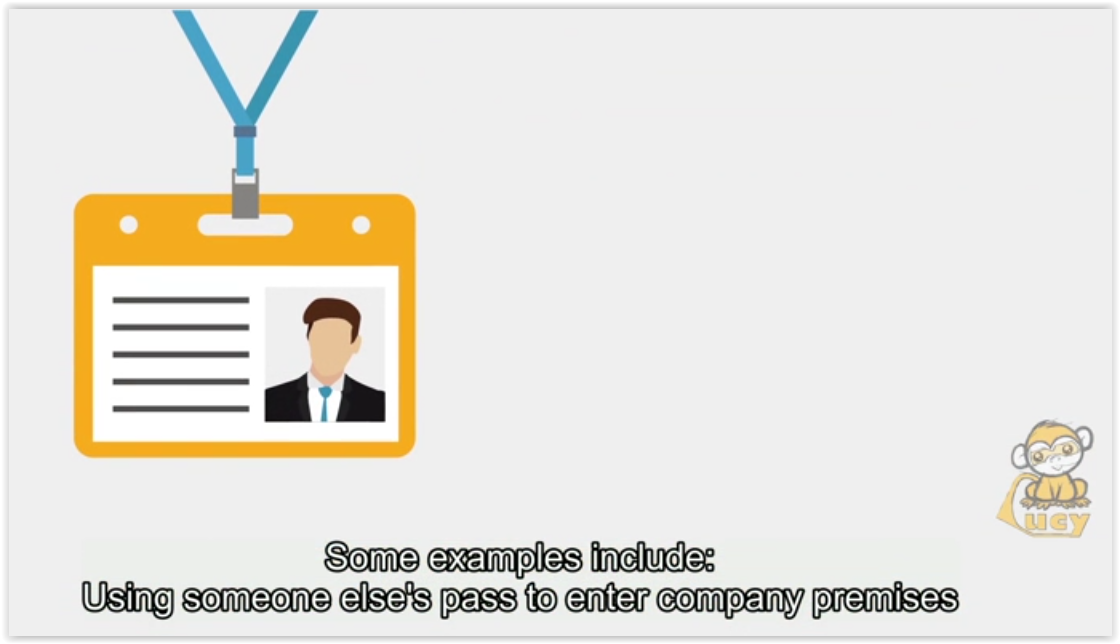 Lucy
Some examples include:
Using someone else's pass to enter company premises